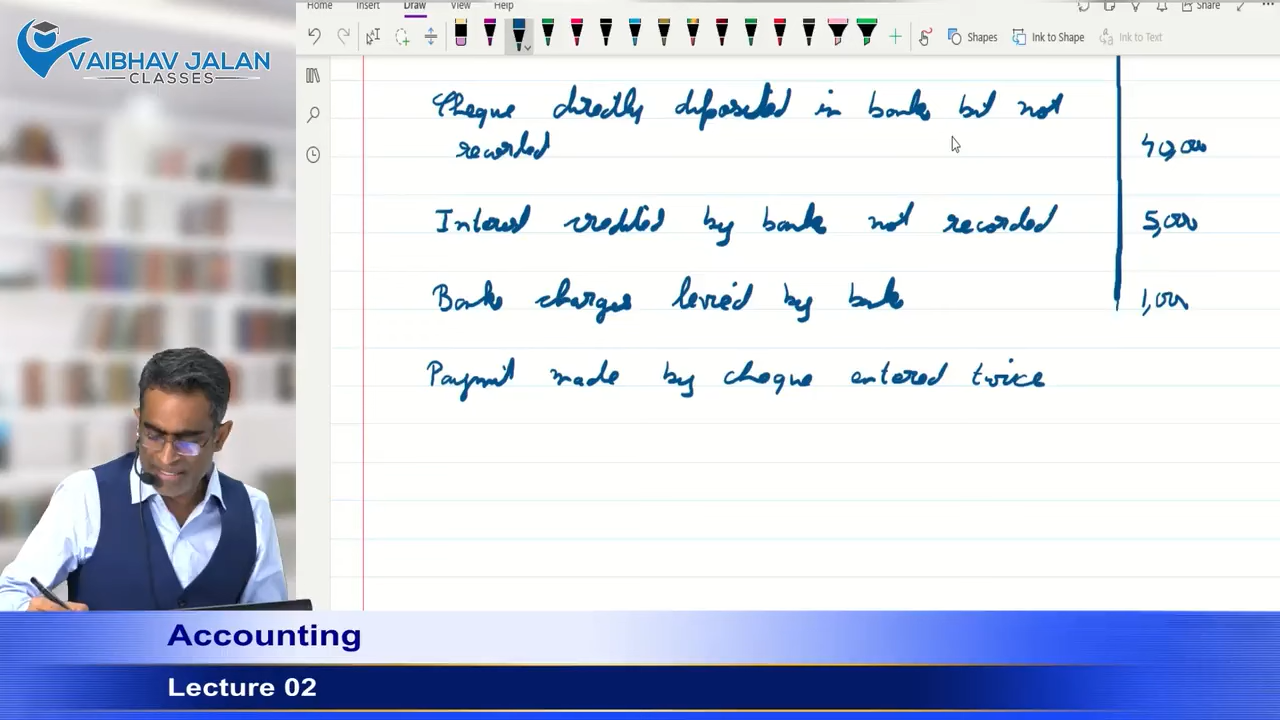 Home Insert Draw View Help Share
Shapes Ink to Shape Ink to Text
VAIBHAV JALAN
CLASSES
Cheque directly deposited in bank but not
recorded 40,000
Interest credited by bank not recorded 5,000
Bank charges levied by bank 1,000
Payment made by cheque entered twice
Accounting
Lecture 02